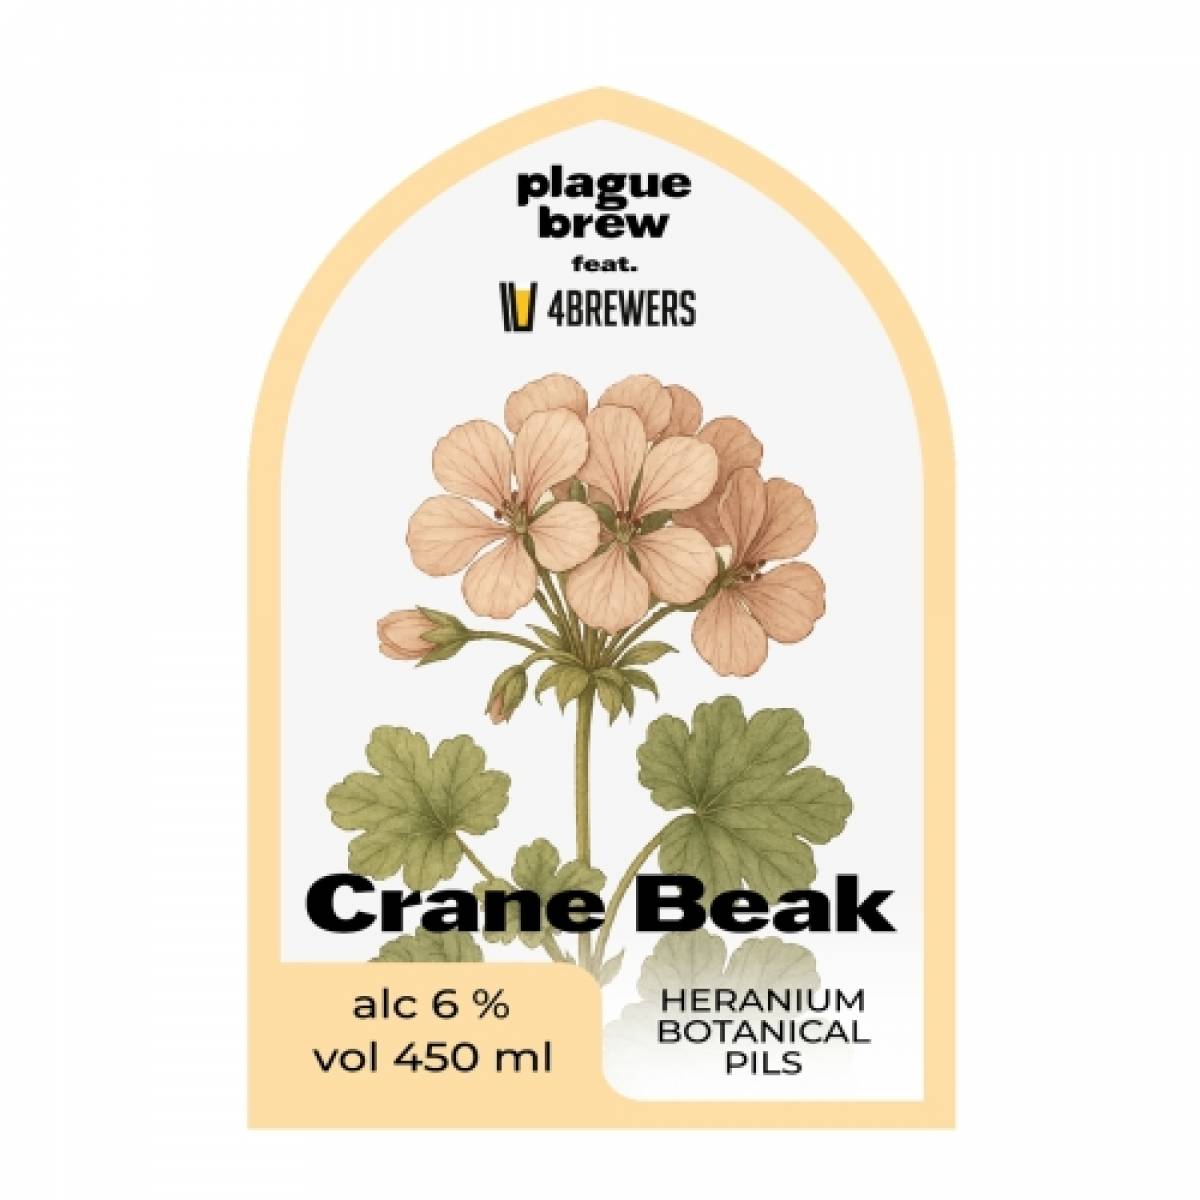 plague
brew
feat.
4BREWERS
Crane Beak
alc 6 %
vol 450 ml
HERANIUM
BOTANICAL
PILS